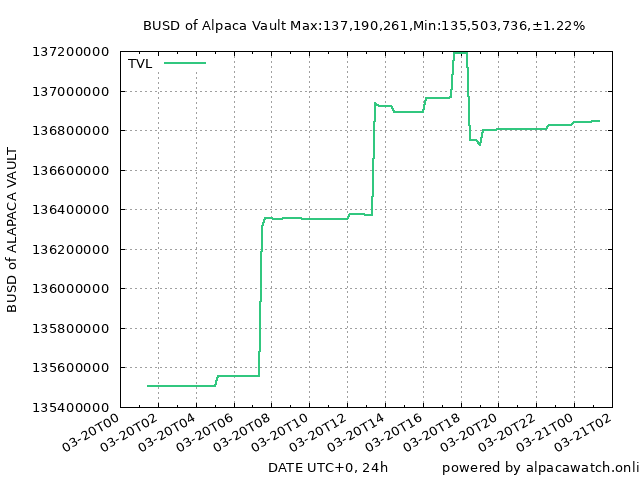 BUSD of Alpaca Vault Max:137,190,261,Min:135,503,736,±1.22%
TVL
BUSD of ALAPACA VAULT
137200000
137000000
136800000
136600000
136400000
136200000
136000000
135800000
135600000
135400000
03-20T00
03-20T02
03-20T04
03-20T06
03-20T08
03-20T10
03-20T12
03-20T14
03-20T16
03-20T18
03-20T20
03-20T22
03-21T00
03-21T02
DATE UTC+0, 24h
powered by alpacawatch.onli